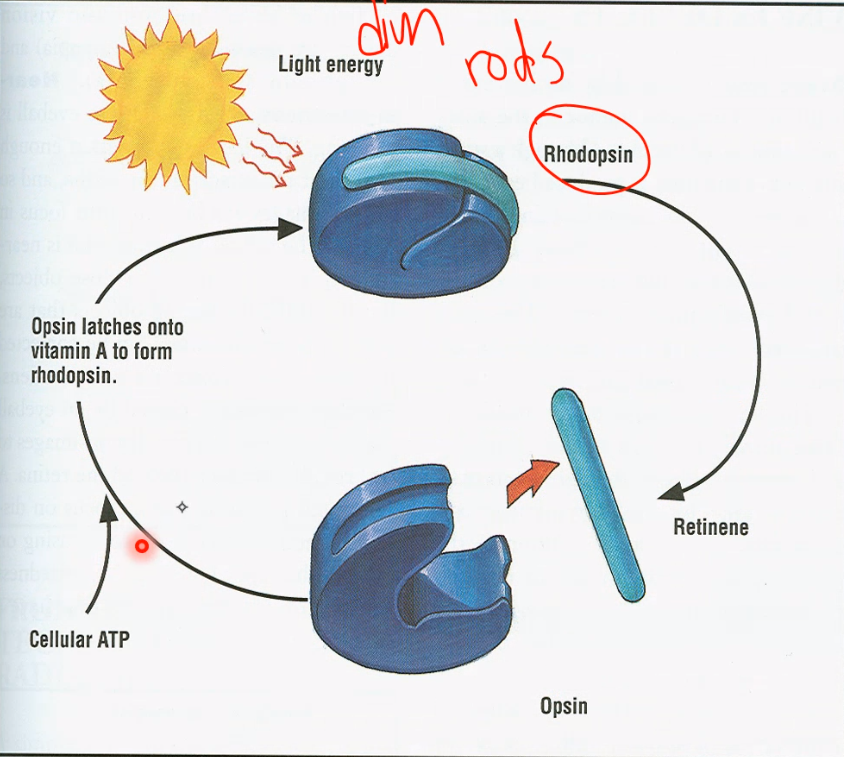 dim
Light energy
rods
Rhodopsin
Opsin latches onto
vitamin A to form
rhodopsin.
Retinene
Cellular ATP
Opsin